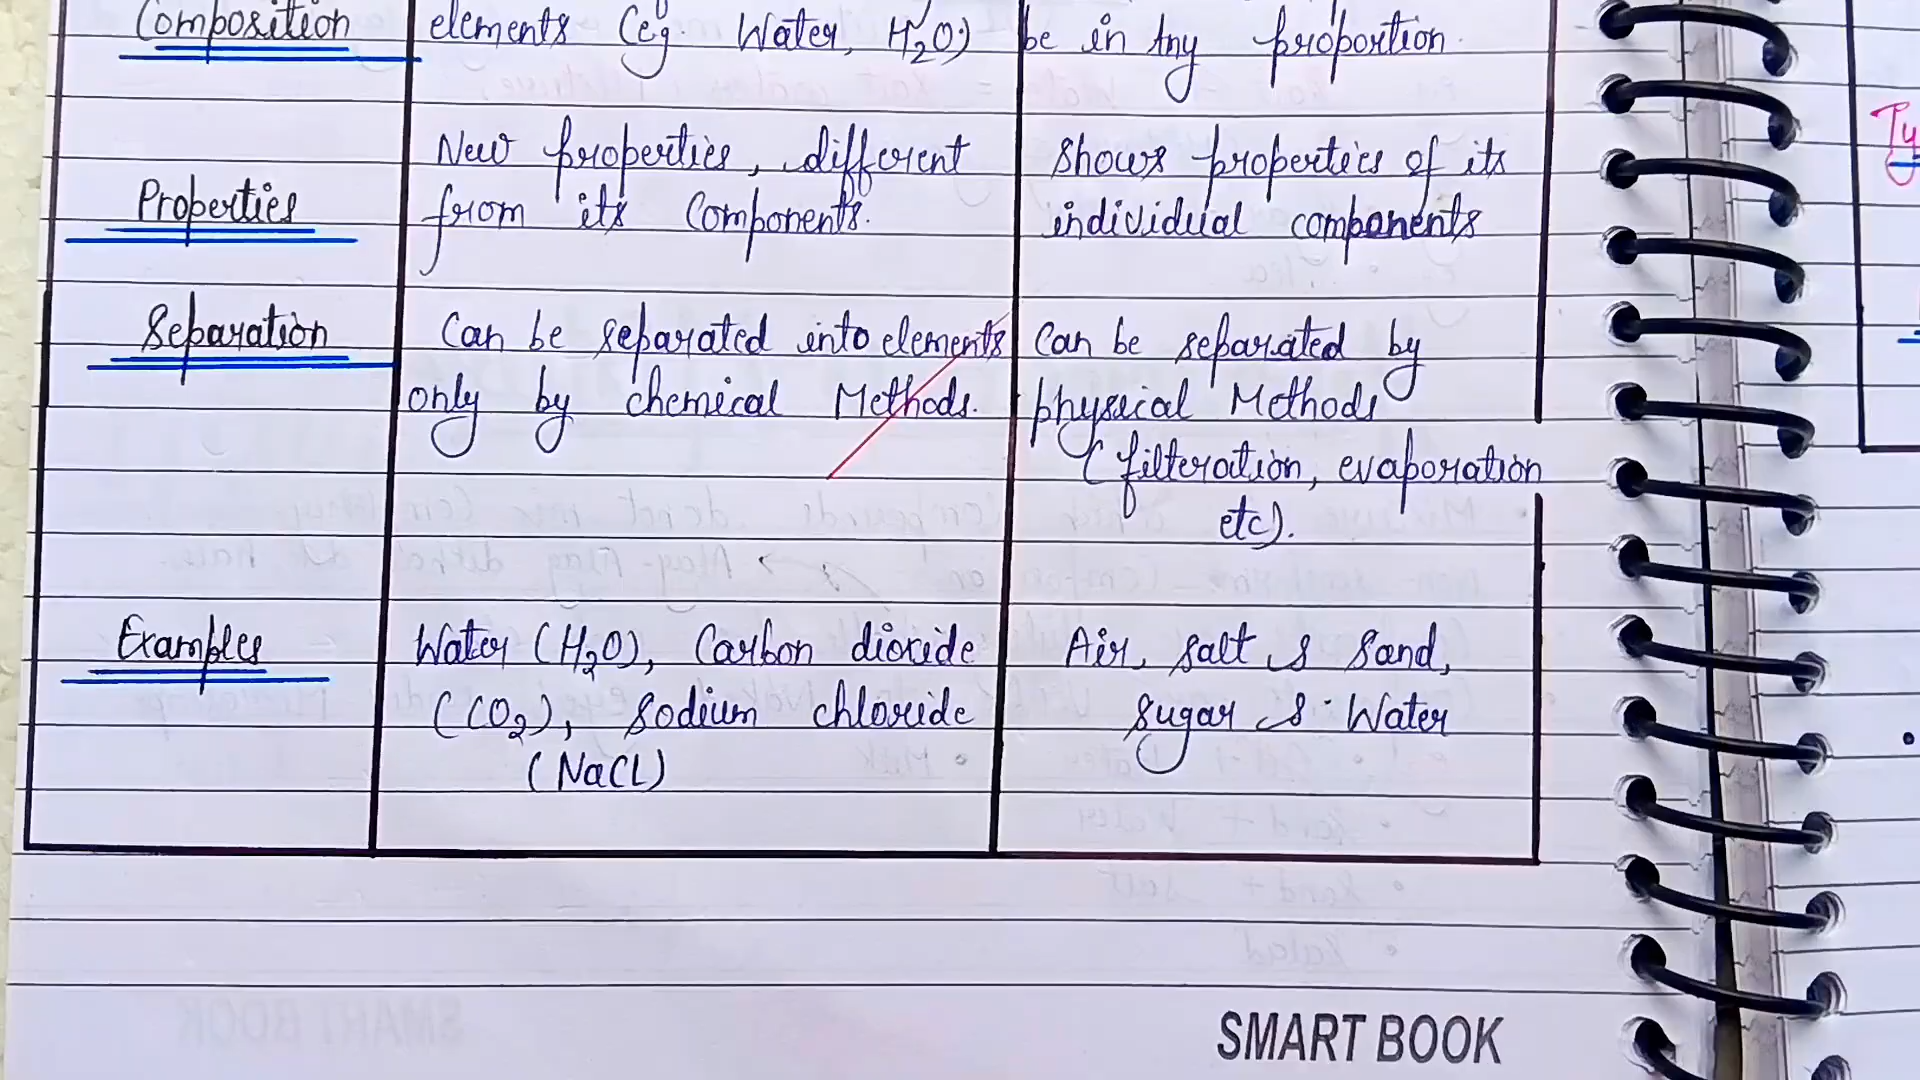 Composition
elements (eg. Water, H2O)
be in Any proportion.
Properties
New properties, different
from its Components.
Shows properties of its
individual components
Separation
Can be separated into elements
only by chemical Methods.
Can be separated by
physical Methods
(filteration, evaporation
etc).
Examples
Water (H2O), Carbon dioxide
(CO2), Sodium chloride
(NaCl)
Air, Salt & Sand,
Sugar & Water
SMART BOOK
Ty